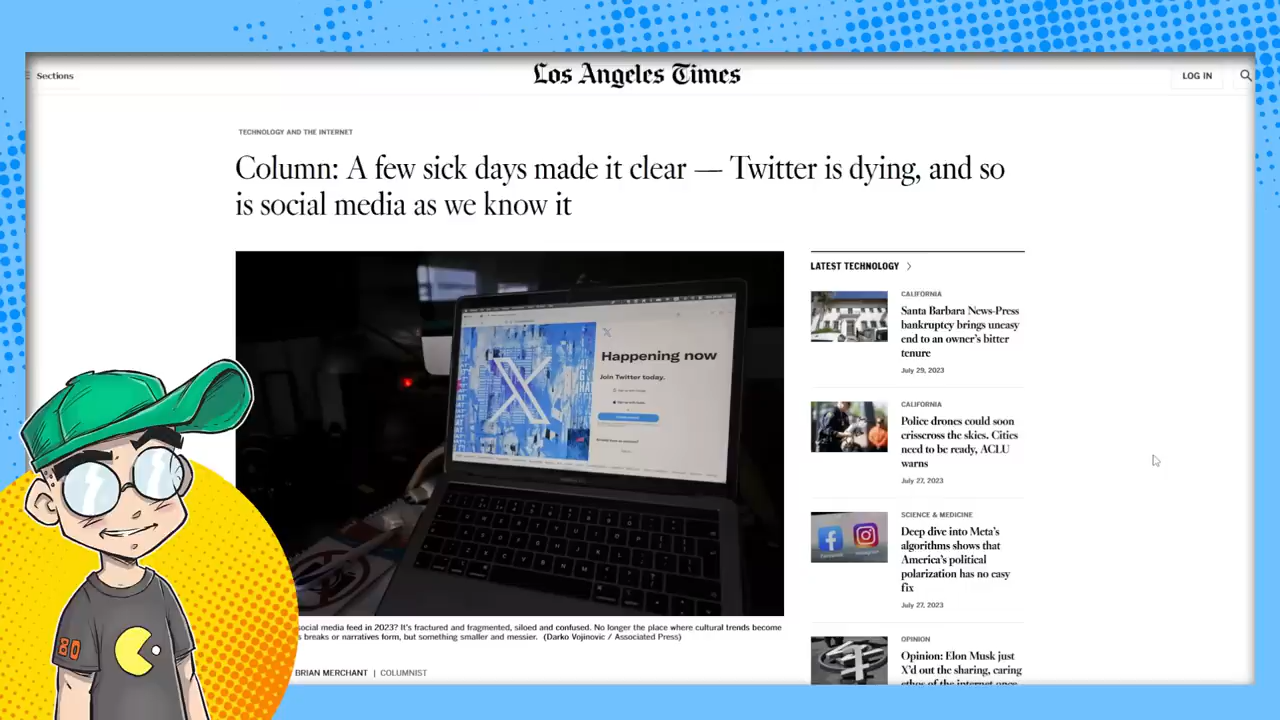 Sections
Los Angeles Times
LOG IN
TECHNOLOGY AND THE INTERNET
Column: A few sick days made it clear — Twitter is dying, and so
is social media as we know it
Happening now
Join Twitter today.
social media feed in 2023? It's fractured and fragmented, siloed and confused. No longer the place where cultural trends become
breaks or narratives form, but something smaller and messier. (Darko Vojinovic / Associated Press)
BRIAN MERCHANT | COLUMNIST
LATEST TECHNOLOGY
CALIFORNIA
Santa Barbara News-Press
bankruptcy brings uneasy
end to an owner's bitter
tenure
July 29, 2023
CALIFORNIA
Police drones could soon
crisscross the skies. Cities
need to be ready, ACLU
warns
July 27, 2023
SCIENCE & MEDICINE
Deep dive into Meta's
algorithms shows that
America's political
polarization has no easy
fix
July 27, 2023
OPINION
Opinion: Elon Musk just
X'd out the sharing, caring
ethos of the internet once
80